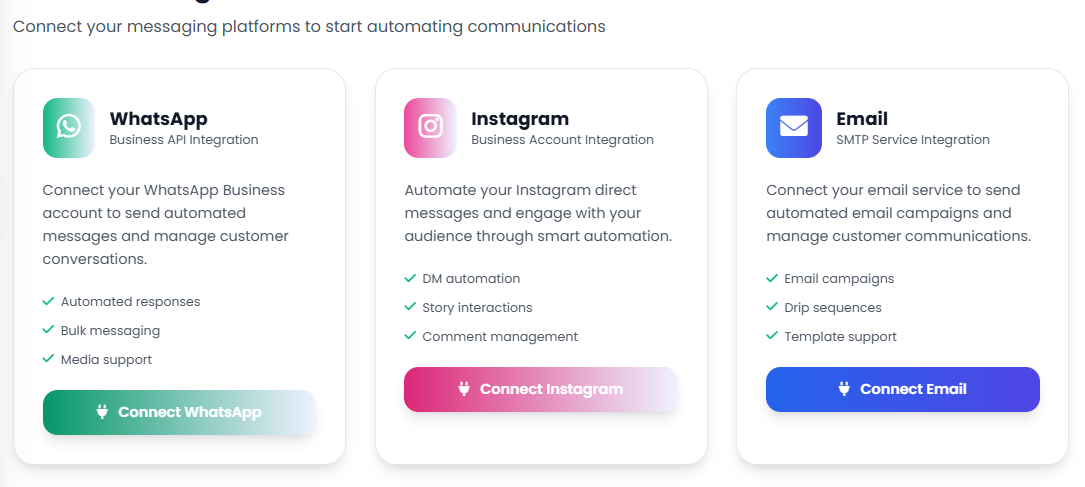 Connect your messaging platforms to start automating communications
WhatsApp
Business API Integration
Connect your WhatsApp Business
account to send automated
messages and manage customer
conversations.
Automated responses
Bulk messaging
Media support
Connect WhatsApp
Instagram
Business Account Integration
Automate your Instagram direct
messages and engage with your
audience through smart automation.
DM automation
Story interactions
Comment management
Connect Instagram
Email
SMTP Service Integration
Connect your email service to send
automated email campaigns and
manage customer communications.
Email campaigns
Drip sequences
Template support
Connect Email